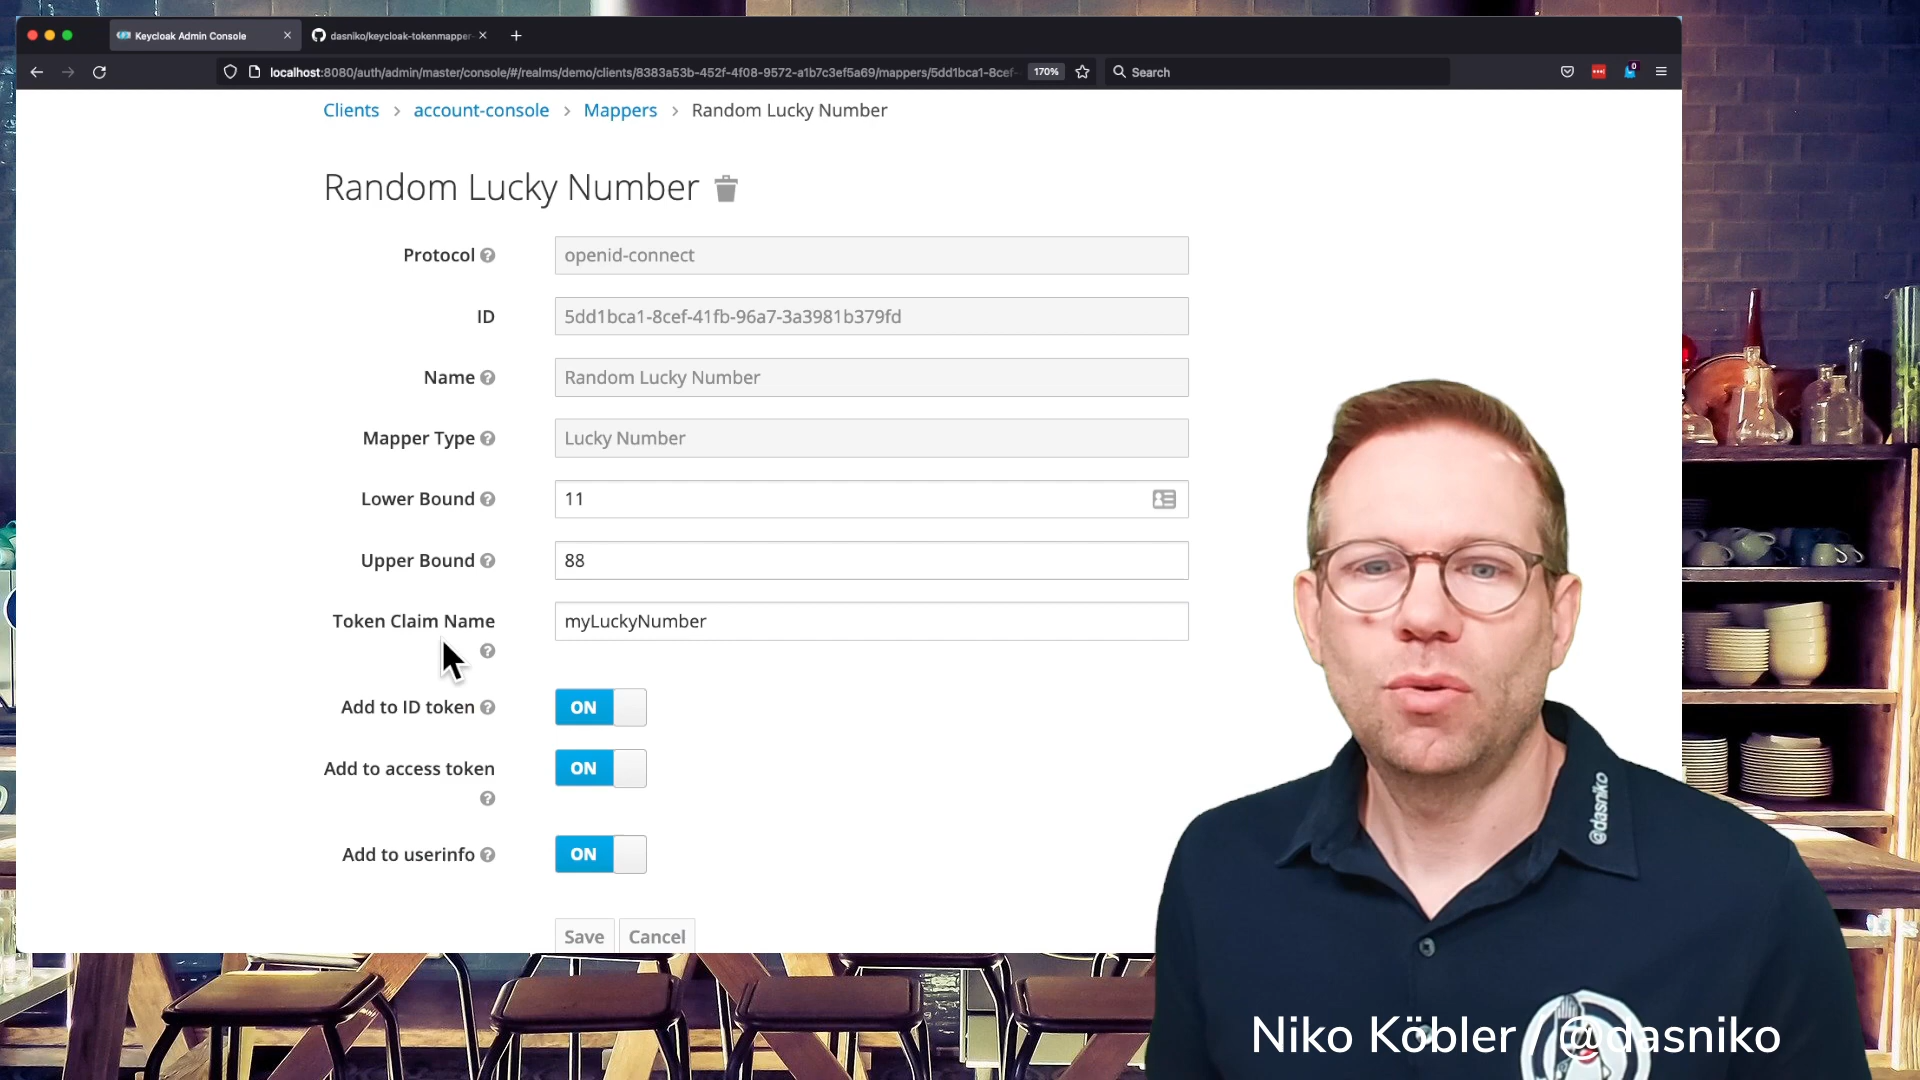 Keycloak Admin Console
dasniko/keycloak-tokenmapper-
localhost:8080/auth/admin/master/console/#/realms/demo/clients/8383a53b-452f-4f08-9572-a1b7c3ef5a69/mappers/5dd1bca1-8cef-
170%
Search
0
Clients > account-console > Mappers > Random Lucky Number
Random Lucky Number
Protocol
openid-connect
ID
5dd1bca1-8cef-41fb-96a7-3a3981b379fd
Name
Random Lucky Number
Mapper Type
Lucky Number
Lower Bound
11
Upper Bound
88
Token Claim Name
myLuckyNumber
Add to ID token
ON
Add to access token
ON
Add to userinfo
ON
Save
Cancel
@dasniko
Niko Köbler / @dasniko